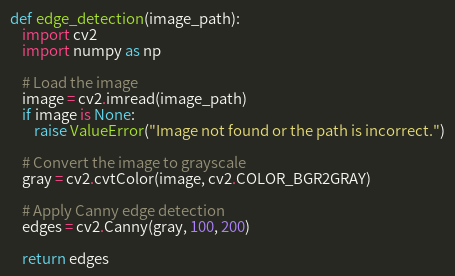 def edge_detection(image_path):
    import cv2
    import numpy as np

    # Load the image
    image = cv2.imread(image_path)
    if image is None:
        raise ValueError("Image not found or the path is incorrect.")

    # Convert the image to grayscale
    gray = cv2.cvtColor(image, cv2.COLOR_BGR2GRAY)

    # Apply Canny edge detection
    edges = cv2.Canny(gray, 100, 200)

    return edges